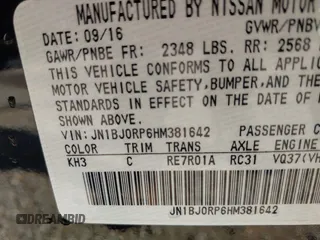 MANUFACTURED BY NISSAN MOTOR
DATE: 09/16 GVWR/PNBV
GAWR/PNBE FR: 2348 LBS. RR: 2568
THIS VEHICLE CONFORMS TO ALL APPLICABLE
MOTOR VEHICLE SAFETY, BUMPER, AND THE
STANDARDS IN EFFECT ON THE DATE OF
SHOWN ABOVE.
VIN: JN1BJ0RP6HM381642 PASSENGER C
COLOR TRIM TRANS AXLE ENGINE
KH3 C RE7R01A RC31 VQ37(VH
JN1BJ0RP6HM381642
DREAMBID